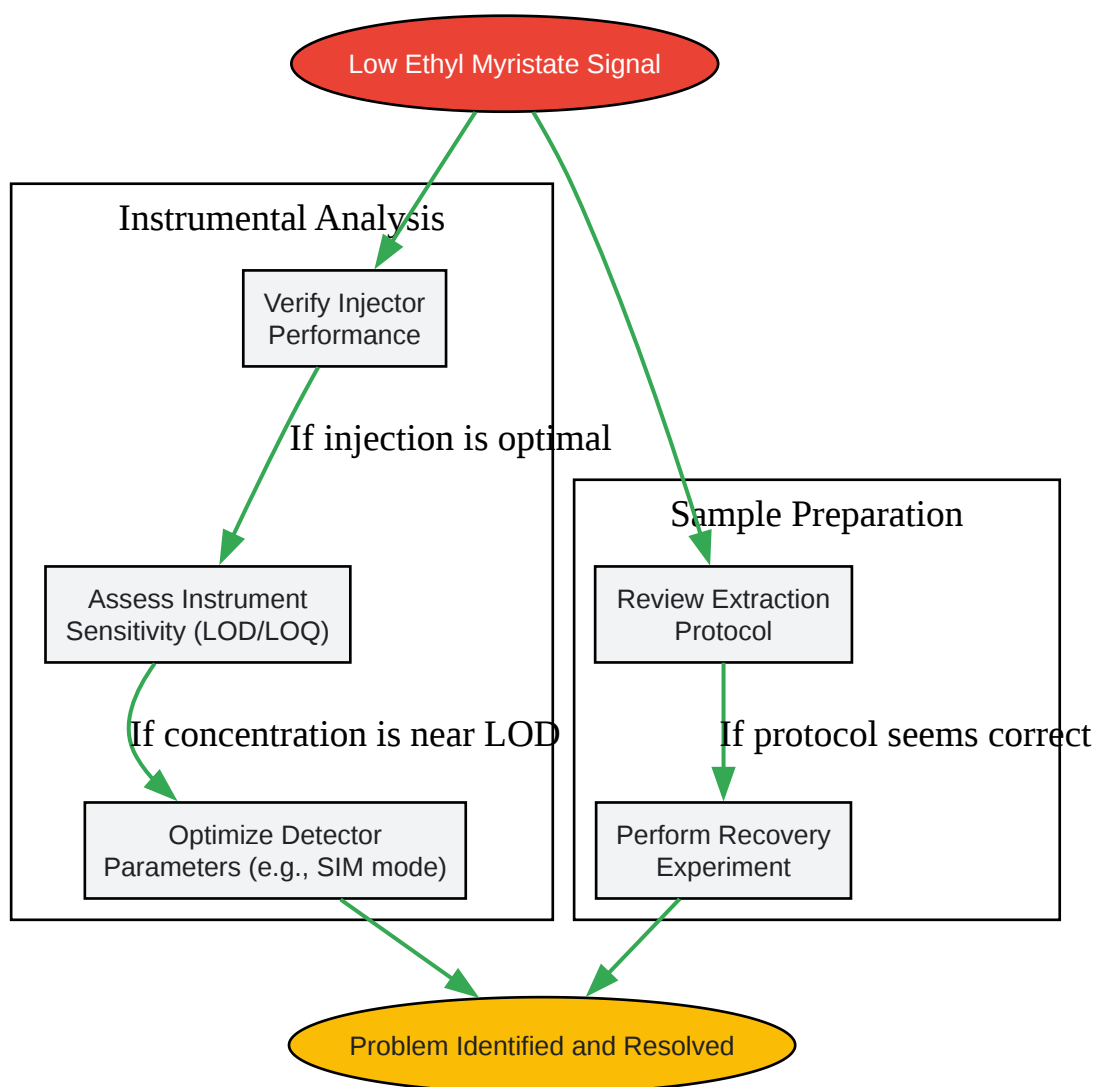 Low Ethyl Myristate Signal
Instrumental Analysis
Verify Injector
Performance
If injection is optimal
Assess Instrument
Sensitivity (LOD/LOQ)
If concentration is near LOD
Optimize Detector
Parameters (e.g., SIM mode)
Sample Preparation
Review Extraction
Protocol
If protocol seems correct
Perform Recovery
Experiment
Problem Identified and Resolved